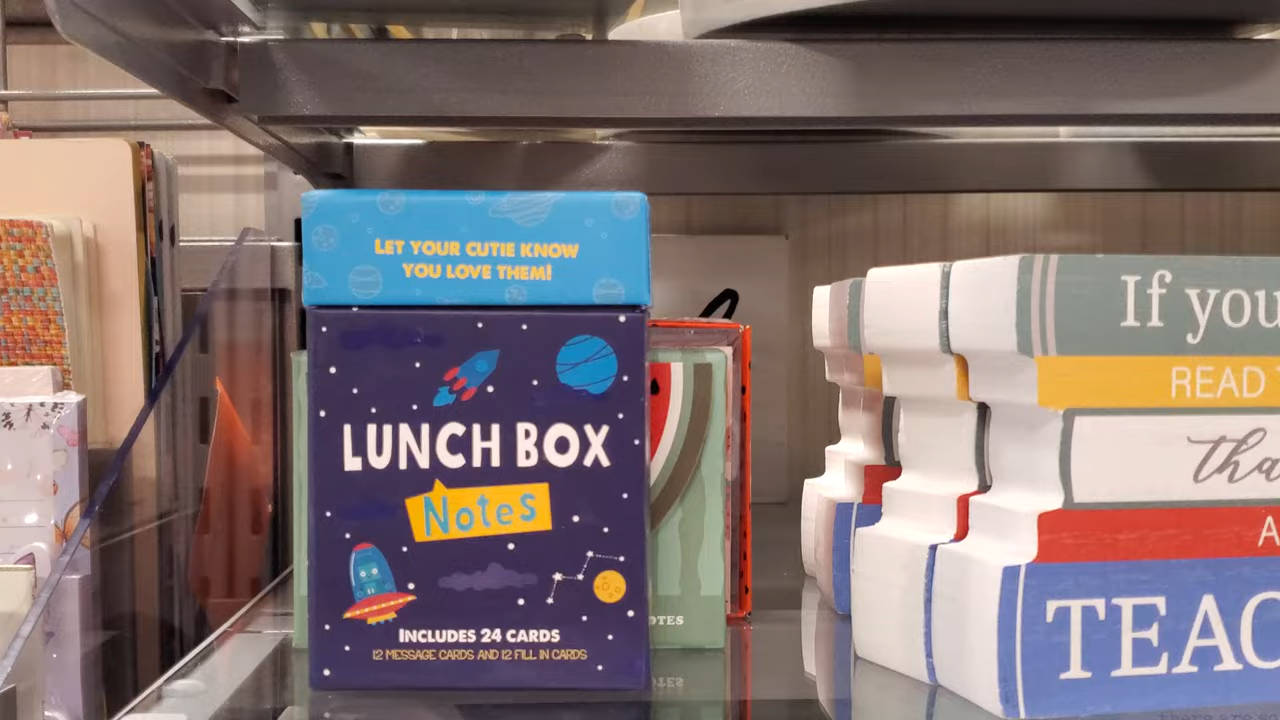 LET YOUR CUTIE KNOW
YOU LOVE THEM!
LUNCH BOX
Notes
INCLUDES 24 CARDS
12 MESSAGE CARDS AND 12 FILL IN CARDS
OTES
If you
READ
tha
A
TEAC